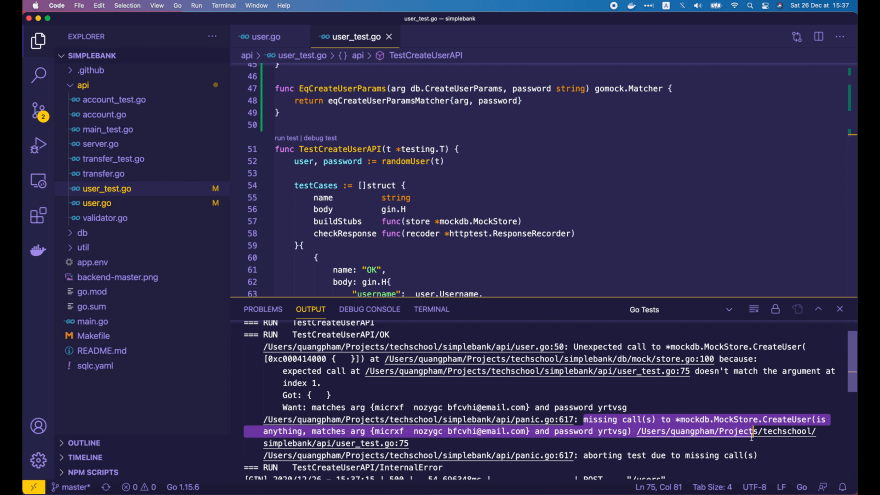 Code File Edit Selection View Go Run Terminal Window Help Sat 26 Dec at 15:37
user_test.go — simplebank
EXPLORER
SIMPLEBANK
.github
api
account_test.go
account.go
main_test.go
server.go
transfer_test.go
transfer.go
user_test.go M
user.go M
validator.go
db
util
app.env
backend-master.png
go.mod
go.sum
main.go
Makefile
README.md
sqlc.yaml
OUTLINE
TIMELINE
NPM SCRIPTS
2
user.go user_test.go
api > user_test.go > {} api > TestCreateUserAPI
45 }
46
47 func EqCreateUserParams(arg db.CreateUserParams, password string) gomock.Matcher {
48 return eqCreateUserParamsMatcher{arg, password}
49 }
50
run test | debug test
51 func TestCreateUserAPI(t *testing.T) {
52 user, password := randomUser(t)
53
54 testCases := []struct {
55 name string
56 body gin.H
57 buildStubs func(store *mockdb.MockStore)
58 checkResponse func(recoder *httptest.ResponseRecorder)
59 }{
60 {
61 name: "OK",
62 body: gin.H{
63 "username": user.Username,
PROBLEMS OUTPUT DEBUG CONSOLE TERMINAL Go Tests
=== RUN TestCreateUserAPI
=== RUN TestCreateUserAPI/OK
/Users/quangpham/Projects/techschool/simplebank/api/user.go:50: Unexpected call to *mockdb.MockStore.CreateUser(
[0xc000414000 { }]) at /Users/quangpham/Projects/techschool/simplebank/db/mock/store.go:100 because:
expected call at /Users/quangpham/Projects/techschool/simplebank/api/user_test.go:75 doesn't match the argument at
index 1.
Got: { }
Want: matches arg {micrxf nozygc bfcvhi@email.com} and password yrtvsg
/Users/quangpham/Projects/techschool/simplebank/api/panic.go:617: missing call(s) to *mockdb.MockStore.CreateUser(is
anything, matches arg {micrxf nozygc bfcvhi@email.com} and password yrtvsg) /Users/quangpham/Projects/techschool/
simplebank/api/user_test.go:75
/Users/quangpham/Projects/techschool/simplebank/api/panic.go:617: aborting test due to missing call(s)
=== RUN TestCreateUserAPI/InternalError
[GIN] 2020/12/26 - 15:37:15 | 500 | 54.696348ms | | POST "/users"
master* 0 0 Go 1.15.6 Ln 75, Col 81 Tab Size: 4 UTF-8 LF Go